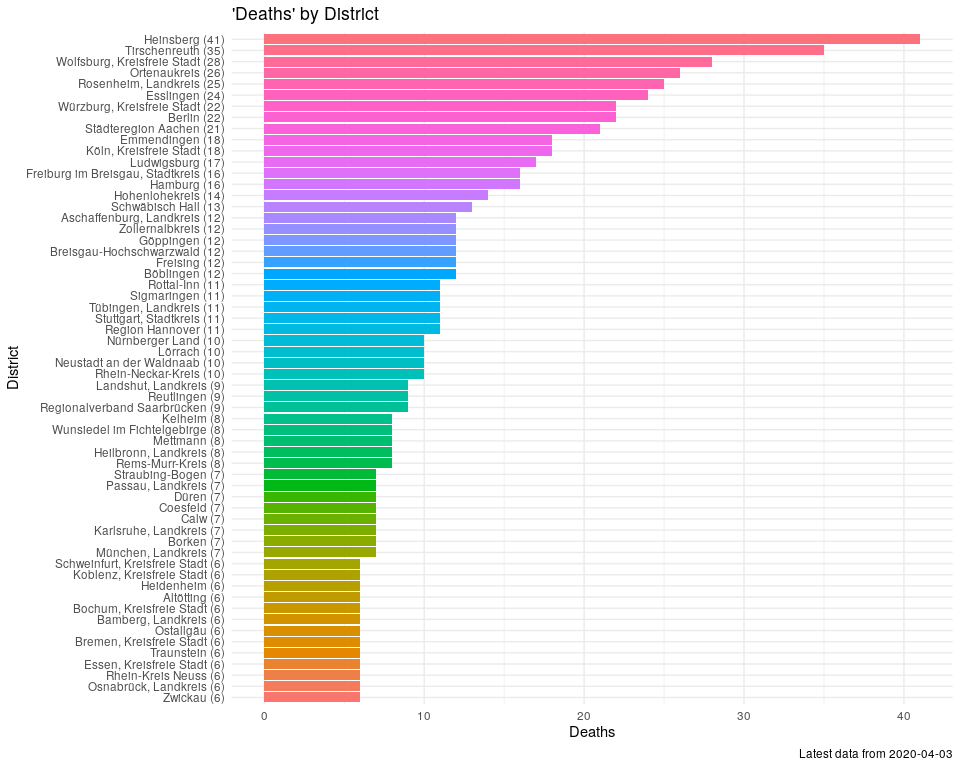 'Deaths' by District
Heinsberg (41)
Tirschenreuth (35)
Wolfsburg, Kreisfreie Stadt (28)
Ortenaukreis (26)
Rosenheim, Landkreis (25)
Esslingen (24)
Würzburg, Kreisfreie Stadt (22)
Berlin (22)
Städteregion Aachen (21)
Emmendingen (18)
Köln, Kreisfreie Stadt (18)
Ludwigsburg (17)
Freiburg im Breisgau, Stadtkreis (16)
Hamburg (16)
Hohenlohekreis (14)
Schwäbisch Hall (13)
Aschaffenburg, Landkreis (12)
Zollernalbkreis (12)
Göppingen (12)
Breisgau-Hochschwarzwald (12)
Freising (12)
Böblingen (12)
Rottal-Inn (11)
Sigmaringen (11)
Tübingen, Landkreis (11)
Stuttgart, Stadtkreis (11)
Region Hannover (11)
Nürnberger Land (10)
Lörrach (10)
Neustadt an der Waldnaab (10)
Rhein-Neckar-Kreis (10)
Landshut, Landkreis (9)
Reutlingen (9)
Regionalverband Saarbrücken (9)
Kelheim (8)
Wunsiedel im Fichtelgebirge (8)
Mettmann (8)
Heilbronn, Landkreis (8)
Rems-Murr-Kreis (8)
Straubing-Bogen (7)
Passau, Landkreis (7)
Düren (7)
Coesfeld (7)
Calw (7)
Karlsruhe, Landkreis (7)
Borken (7)
München, Landkreis (7)
Schweinfurt, Kreisfreie Stadt (6)
Koblenz, Kreisfreie Stadt (6)
Heidenheim (6)
Altötting (6)
Bochum, Kreisfreie Stadt (6)
Bamberg, Landkreis (6)
Ostallgäu (6)
Bremen, Kreisfreie Stadt (6)
Traunstein (6)
Essen, Kreisfreie Stadt (6)
Rhein-Kreis Neuss (6)
Osnabrück, Landkreis (6)
Zwickau (6)
District
0 10 20 30 40
Deaths
Latest data from 2020-04-03